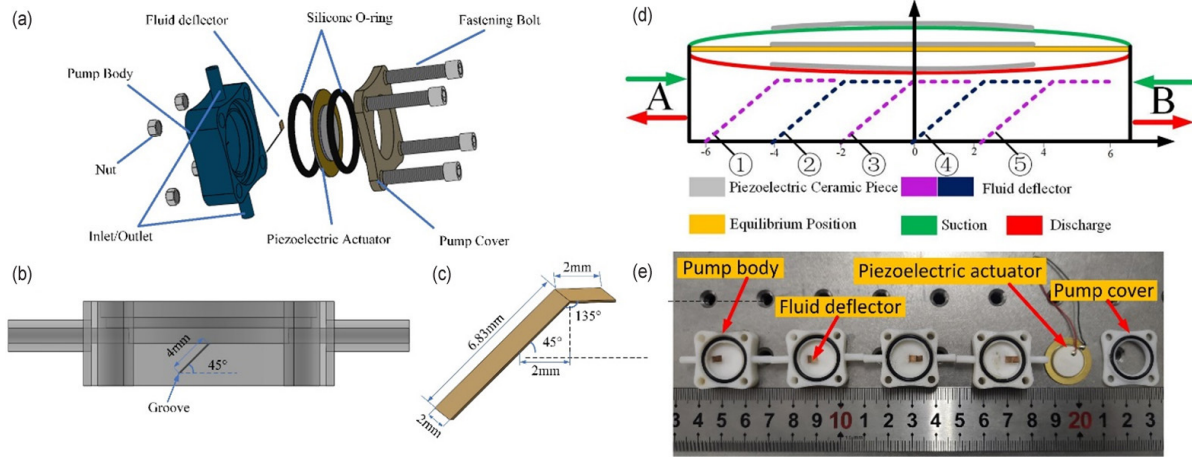 (a)
Fluid deflector
Silicone O-ring
Fastening Bolt
Pump Body
Nut
Inlet/Outlet
Piezoelectric Actuator
Pump Cover
(b)
4mm
45°
Groove
(c)
2mm
6.83mm
135°
45°
2mm
2mm
(d)
A
B
-6 -4 -2 0 2 4 6
① ② ③ ④ ⑤
Piezoelectric Ceramic Piece
Fluid deflector
Equilibrium Position
Suction
Discharge
(e)
Pump body
Piezoelectric actuator
Pump cover
Fluid deflector
3 4 5 6 7 8 9 10 1 2 3 4 5 6 7 8 9 20 1 2 3